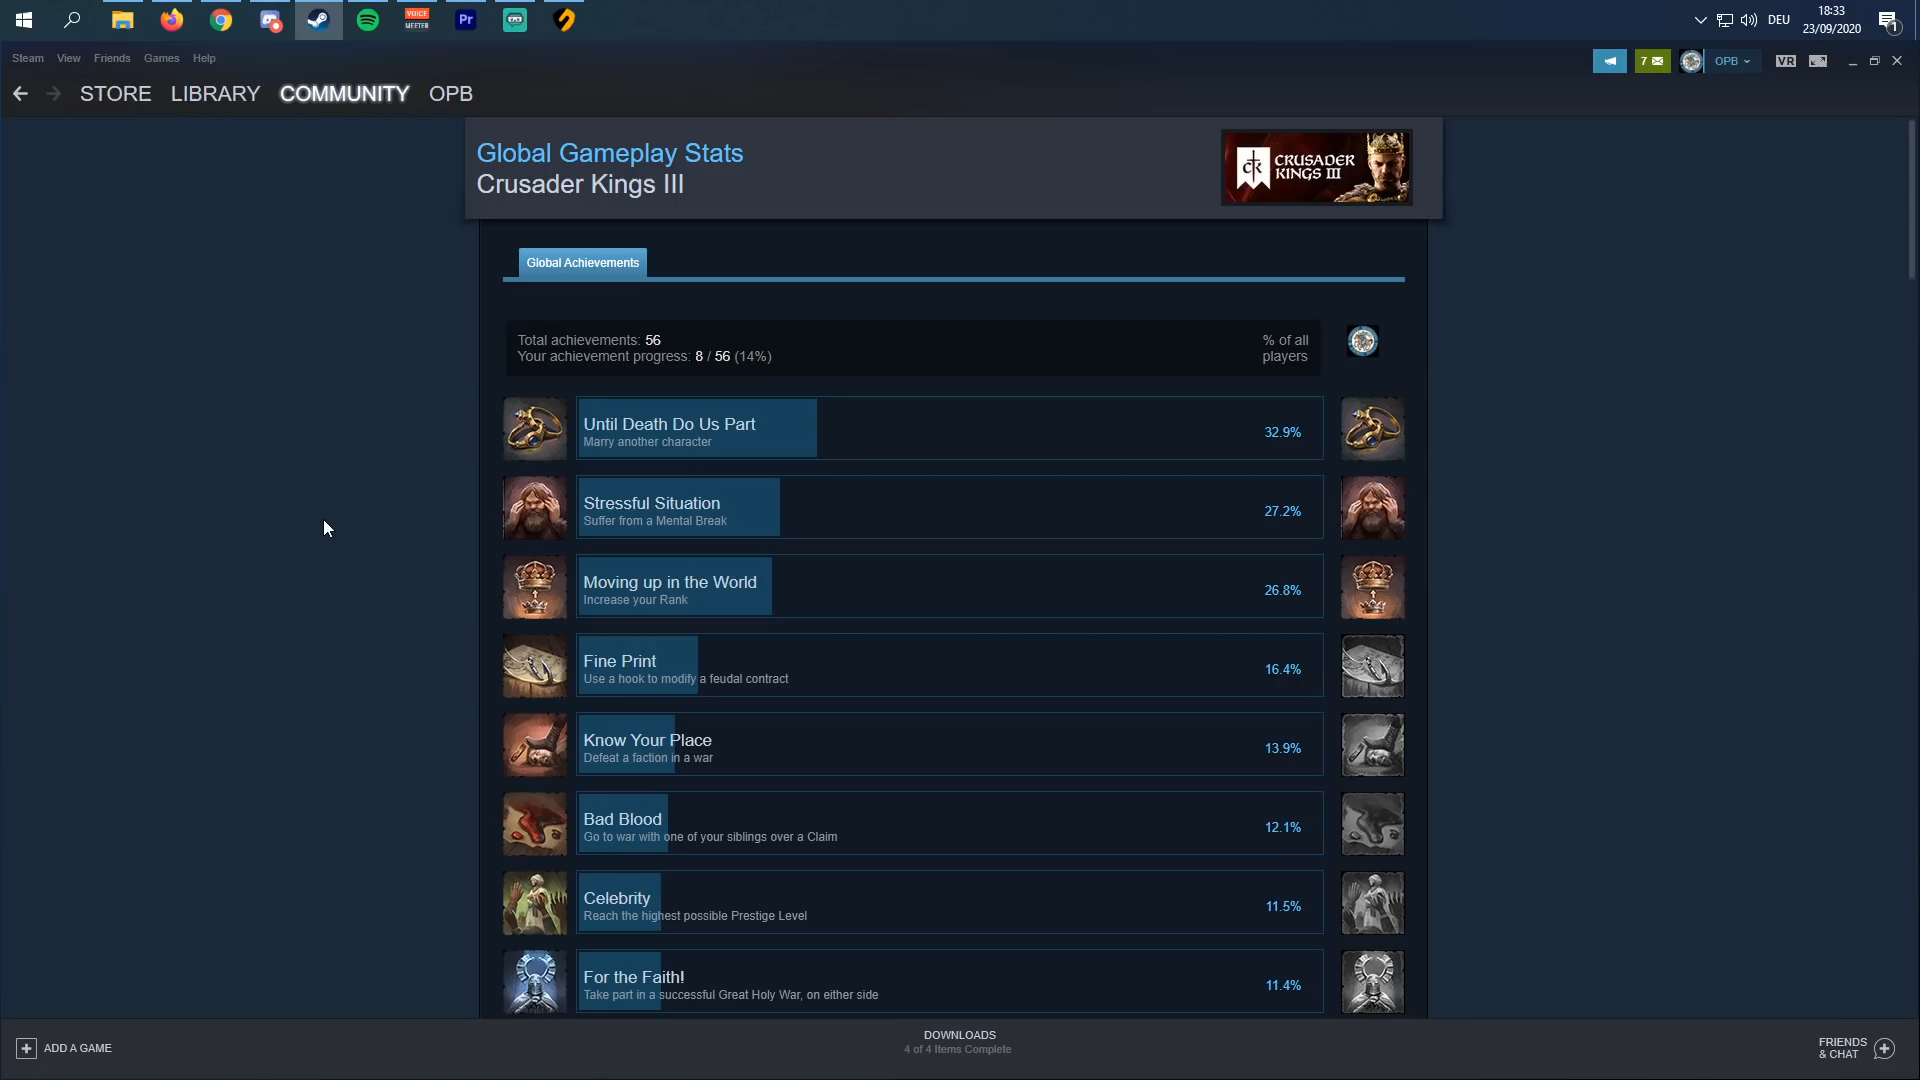 VOICE
MEETER
Pr
DEU
18:33
23/09/2020
1
Steam View Friends Games Help
7
OPB
VR
STORE LIBRARY COMMUNITY OPB
Global Gameplay Stats
Crusader Kings III
CRUSADER
KINGS III
Global Achievements
Total achievements: 56
Your achievement progress: 8 / 56 (14%)
% of all
players
Until Death Do Us Part
Marry another character
32.9%
Stressful Situation
Suffer from a Mental Break
27.2%
Moving up in the World
Increase your Rank
26.8%
Fine Print
Use a hook to modify a feudal contract
16.4%
Know Your Place
Defeat a faction in a war
13.9%
Bad Blood
Go to war with one of your siblings over a Claim
12.1%
Celebrity
Reach the highest possible Prestige Level
11.5%
For the Faith!
Take part in a successful Great Holy War, on either side
11.4%
ADD A GAME
DOWNLOADS
4 of 4 Items Complete
FRIENDS
& CHAT